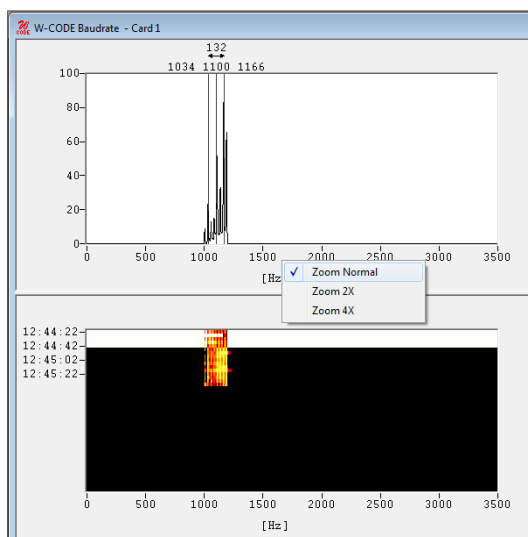 W CODE W-CODE Baudrate - Card 1
132
1034 1100 1166
100
80
60
40
20
0
0 500 1000 1500 2000 2500 3000 3500
[Hz
✓ Zoom Normal
Zoom 2X
Zoom 4X
12:44:22
12:44:42
12:45:02
12:45:22
0 500 1000 1500 2000 2500 3000 3500
[Hz]